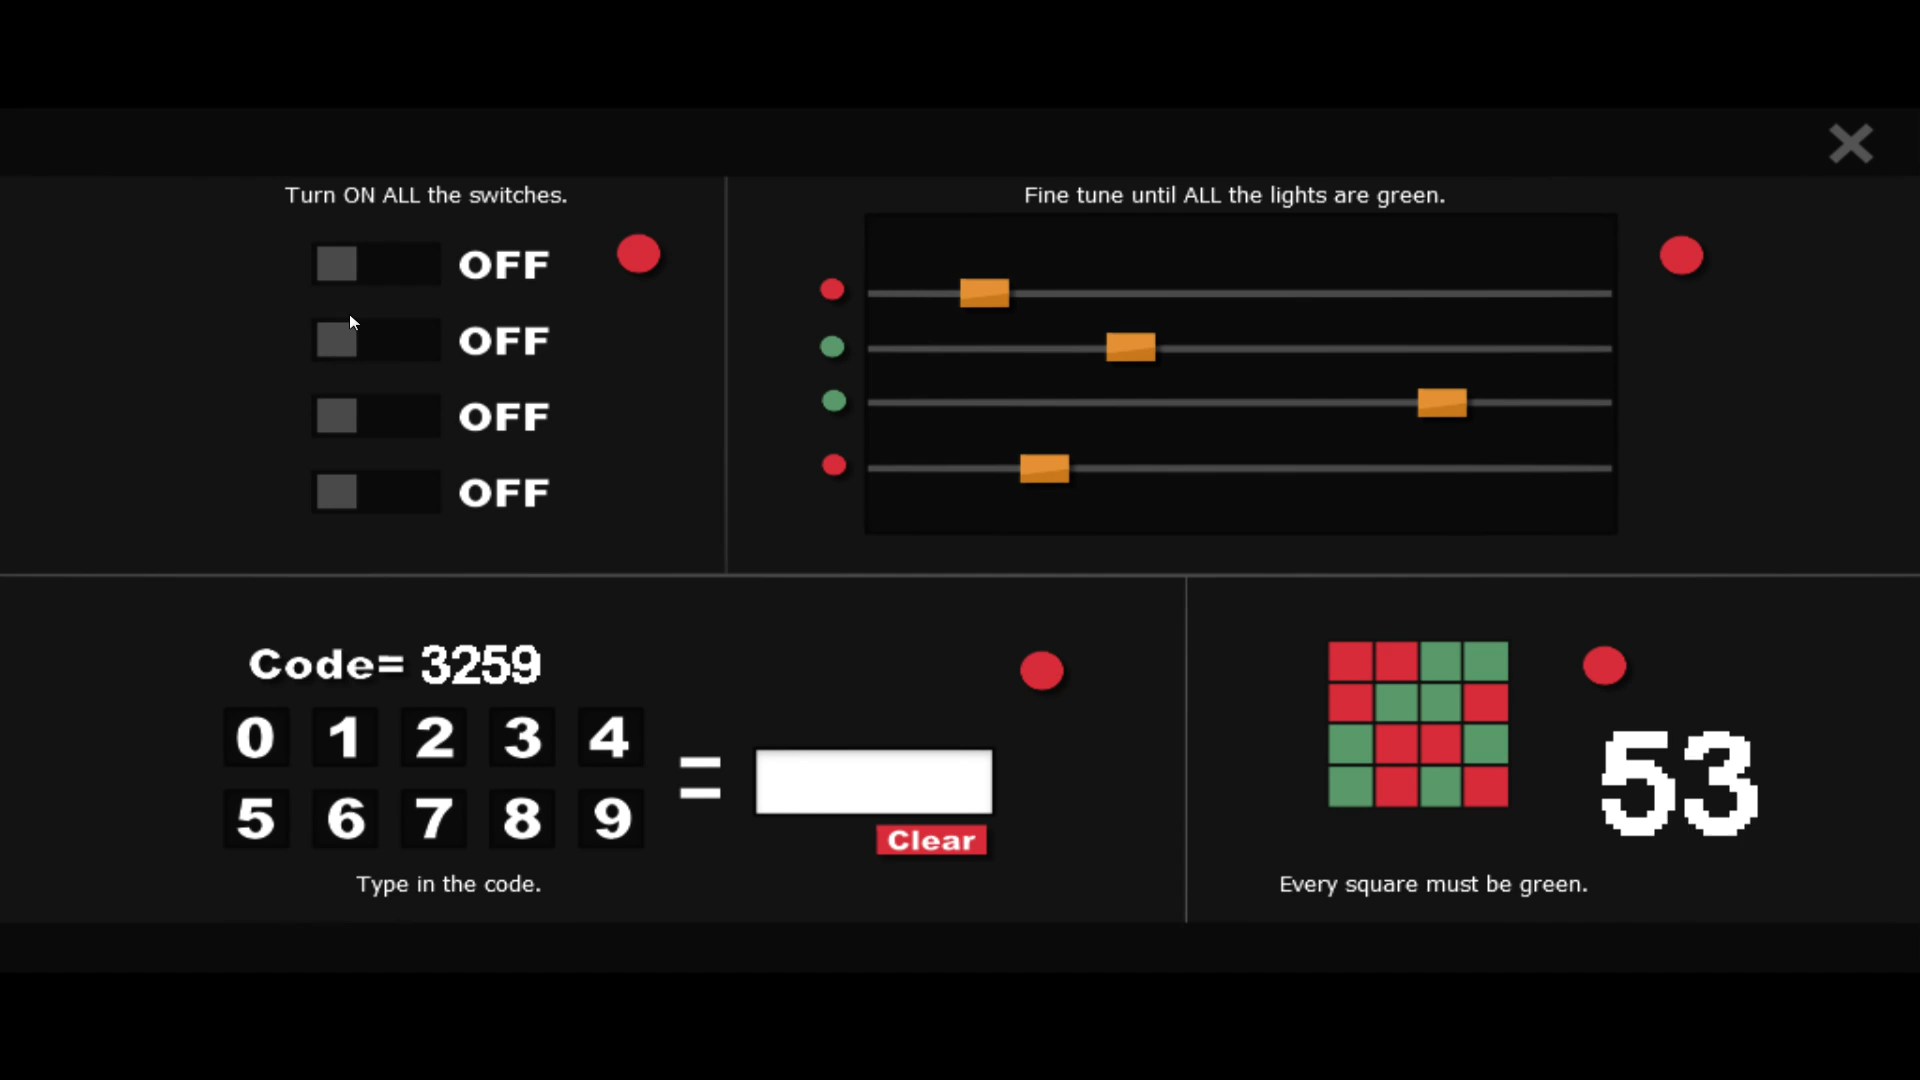 Turn ON ALL the switches.
OFF
OFF
OFF
OFF
Fine tune until ALL the lights are green.
Code= 3259
0 1 2 3 4
5 6 7 8 9
=
Clear
Type in the code.
53
Every square must be green.